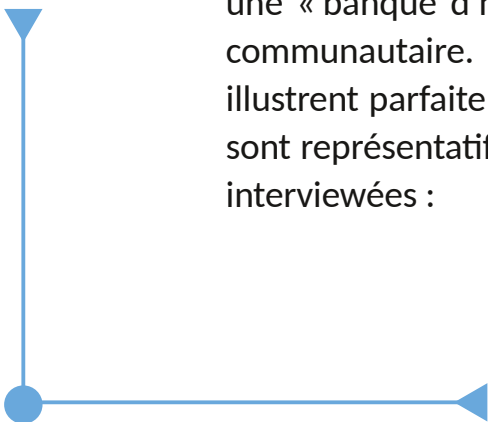 une « banque d'h
communautaire.
illustrent parfaite
sont représentatif
interviewées :